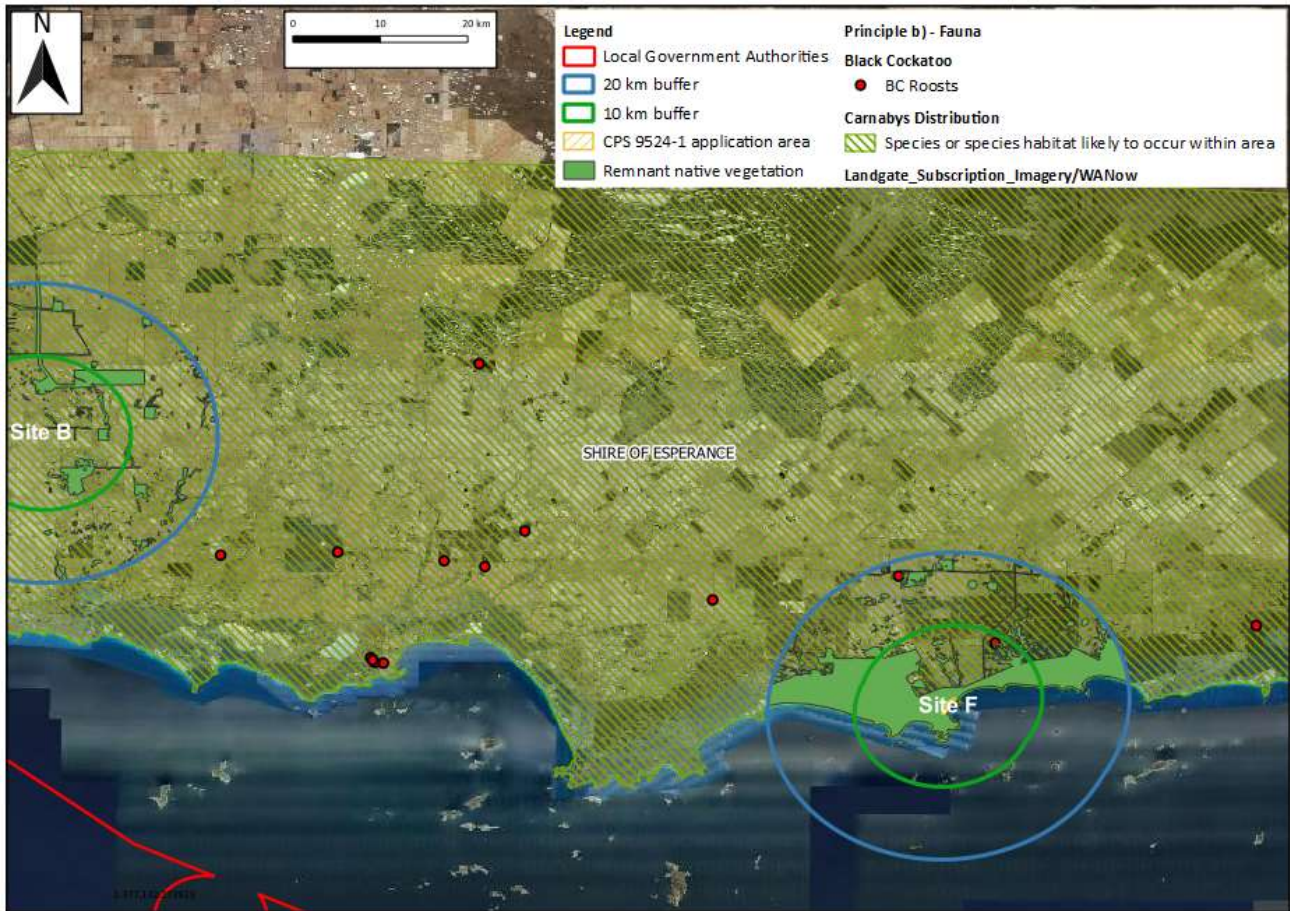 N
0 10 20 km
Legend
Local Government Authorities
20 km buffer
10 km buffer
CPS 9524-1 application area
Remnant native vegetation
Principle b) - Fauna
Black Cockatoo
BC Roosts
Carnabys Distribution
Species or species habitat likely to occur within area
Landgate_Subscription_Imagery/WANow
Site B
SHIRE OF ESPERANCE
Site F